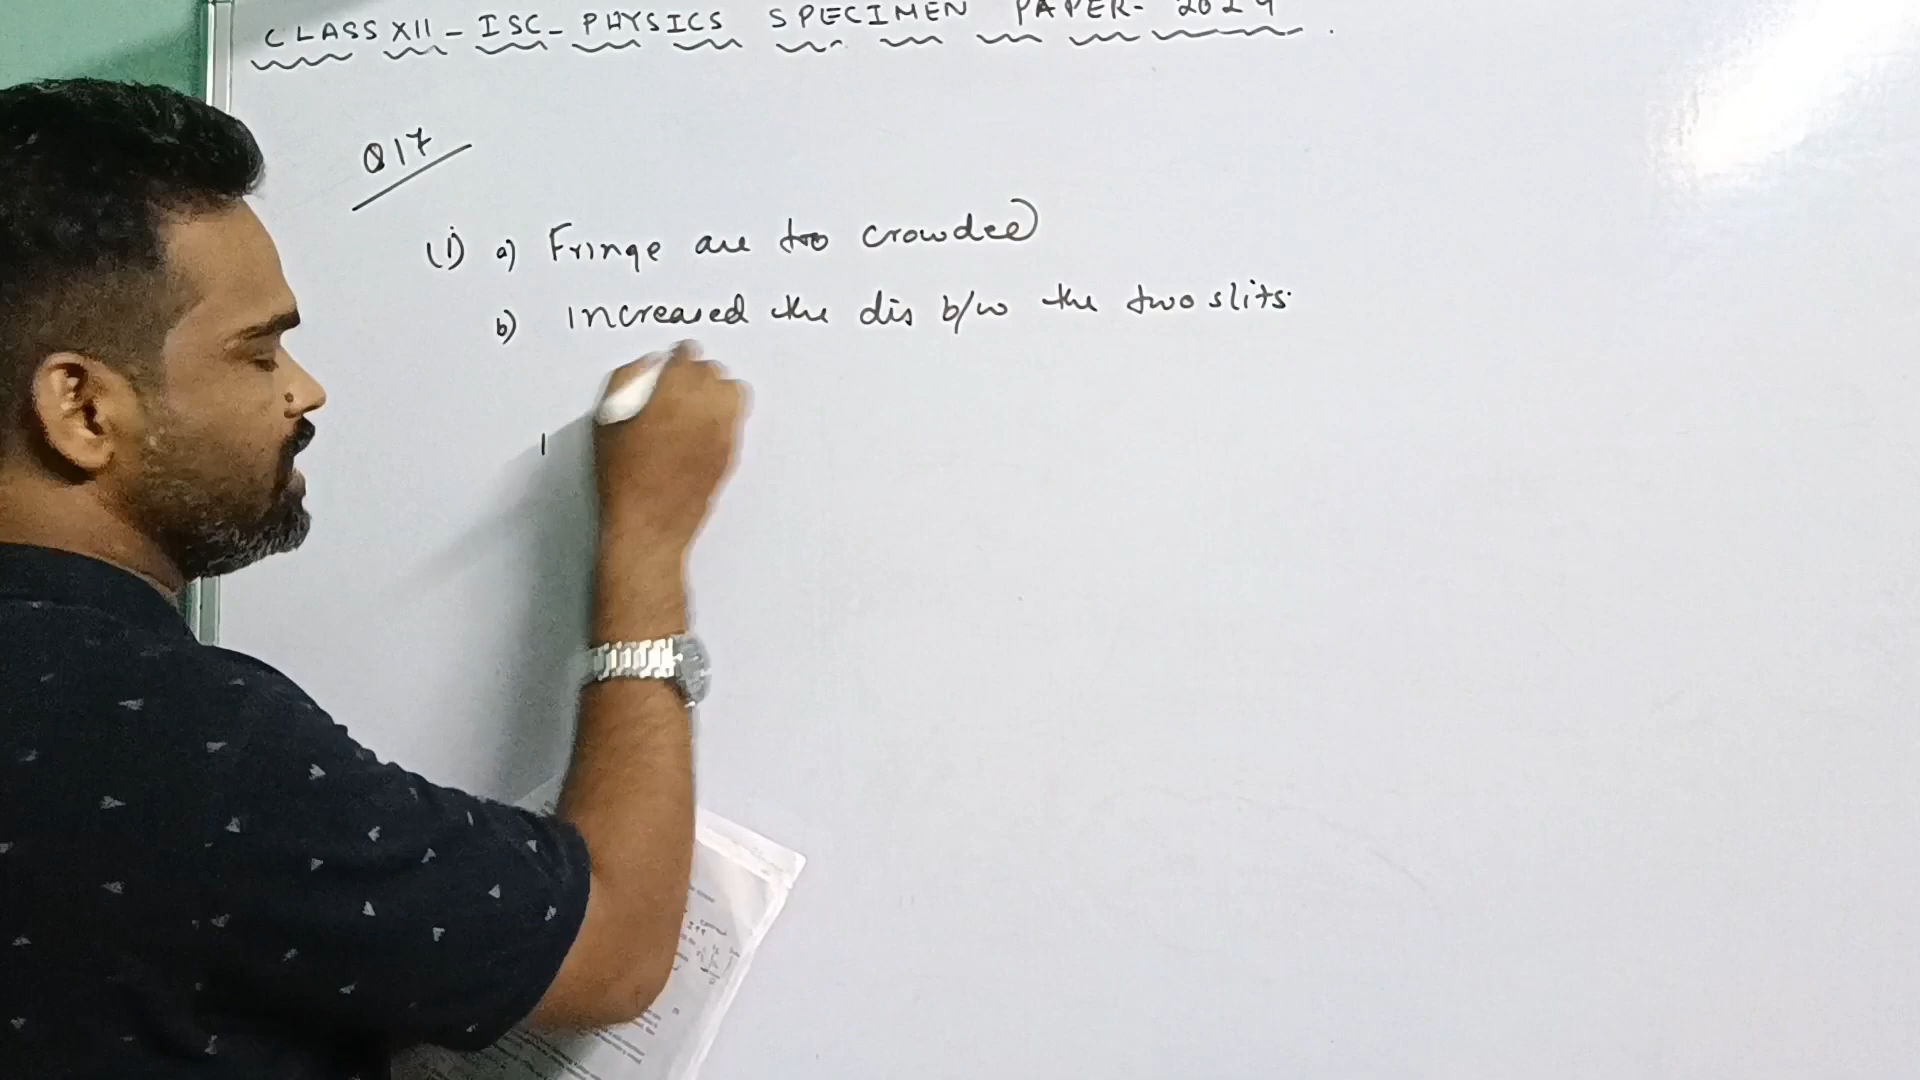 CLASS XII - ISC - PHYSICS SPECIMEN PAPER - 2024
Q17
(i) a) Fringe are too crowded
b) Increased the dis b/w the two slits.